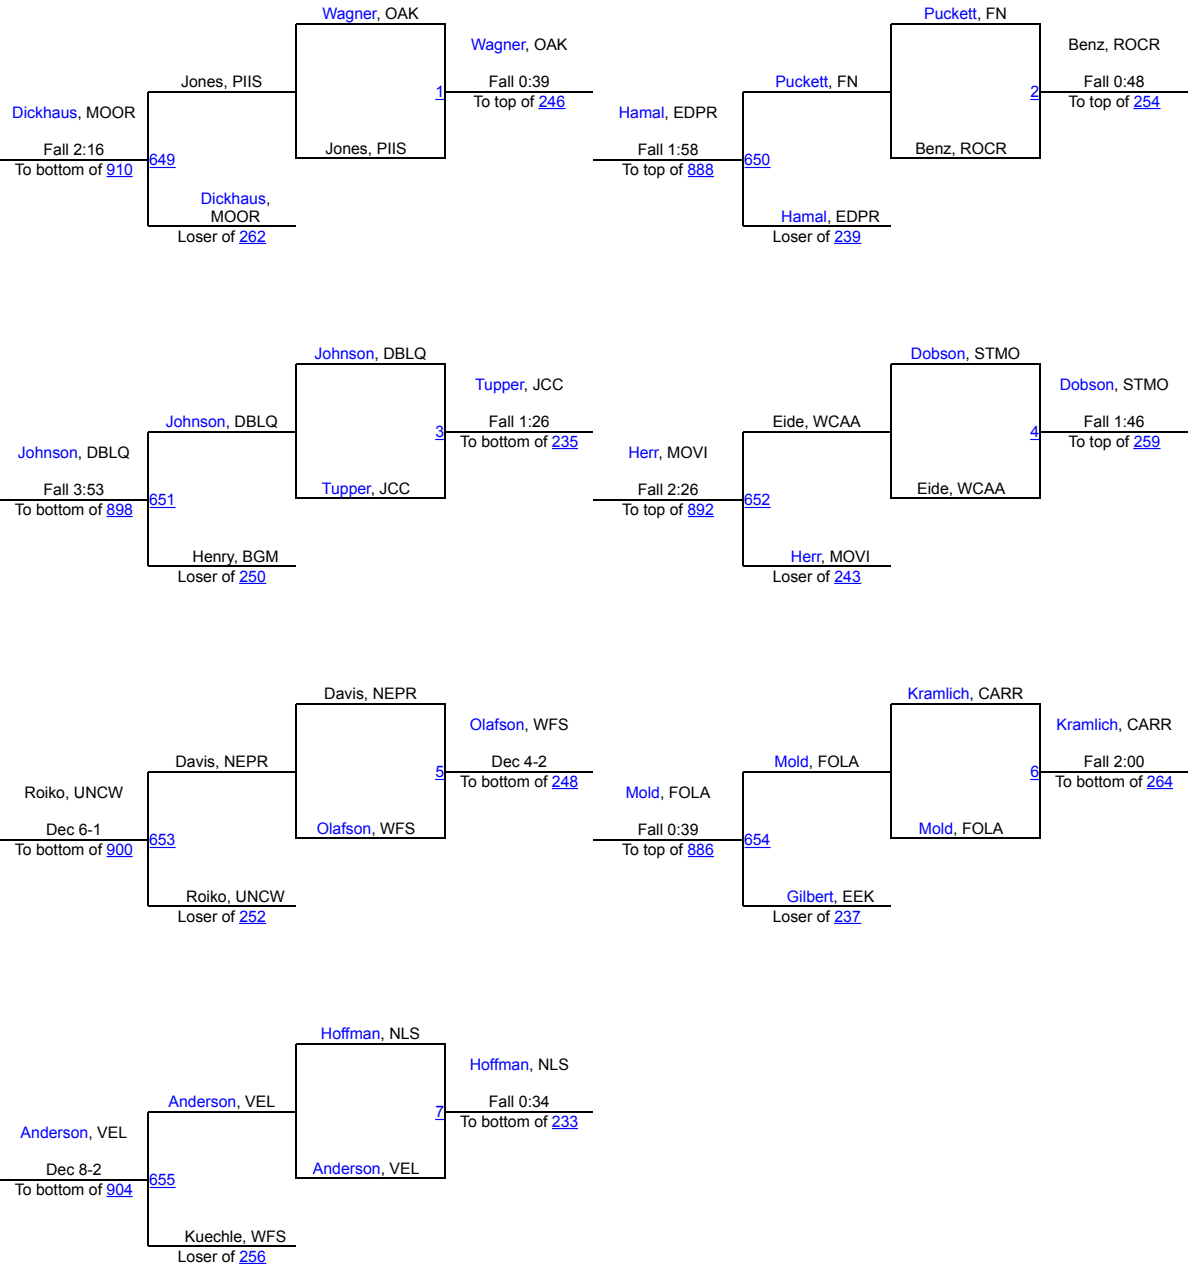 Wagner, OAK
Wagner, OAK
Jones, PIIS
Fall 0:39
1
To top of 246
Dickhaus, MOOR
Fall 2:16
Jones, PIIS
649
To bottom of 910
Dickhaus,
MOOR
Loser of 262
Puckett, FN
Benz, ROCR
Puckett, FN
Fall 0:48
2
To top of 254
Hamal, EDPR
Fall 1:58
Benz, ROCR
650
To top of 888
Hamal, EDPR
Loser of 239
Johnson, DBLQ
Tupper, JCC
Johnson, DBLQ
Fall 1:26
3
To bottom of 235
Johnson, DBLQ
Fall 3:53
Tupper, JCC
651
To bottom of 898
Henry, BGM
Loser of 250
Dobson, STMO
Dobson, STMO
Eide, WCAA
Fall 1:46
4
To top of 259
Herr, MOVI
Fall 2:26
Eide, WCAA
652
To top of 892
Herr, MOVI
Loser of 243
Davis, NEPR
Olafson, WFS
Davis, NEPR
Dec 4-2
5
To bottom of 248
Roiko, UNCW
Dec 6-1
Olafson, WFS
653
To bottom of 900
Roiko, UNCW
Loser of 252
Kramlich, CARR
Kramlich, CARR
Mold, FOLA
Fall 2:00
6
To bottom of 264
Mold, FOLA
Fall 0:39
Mold, FOLA
654
To top of 886
Gilbert, EEK
Loser of 237
Hoffman, NLS
Hoffman, NLS
Anderson, VEL
Fall 0:34
7
To bottom of 233
Anderson, VEL
Dec 8-2
Anderson, VEL
655
To bottom of 904
Kuechle, WFS
Loser of 256